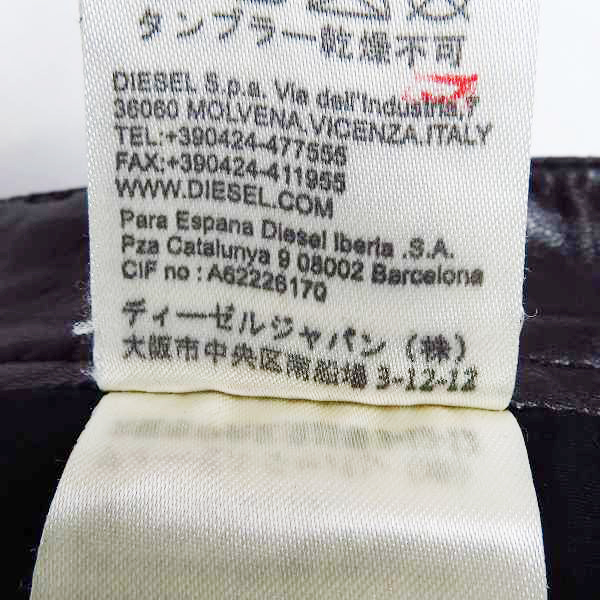 タンブラー乾燥不可
DIESEL S.p.a. Via dell'Industria,7
36060 MOLVENA,VICENZA,ITALY
TEL:+390424-477555
FAX:+390424-411955
WWW.DIESEL.COM
Para Espana Diesel Iberia .S.A.
Pza Catalunya 9 08002 Barcelona
CIF no : A62226170
ディーゼルジャパン (株)
大阪市中央区南船場 3-12-12